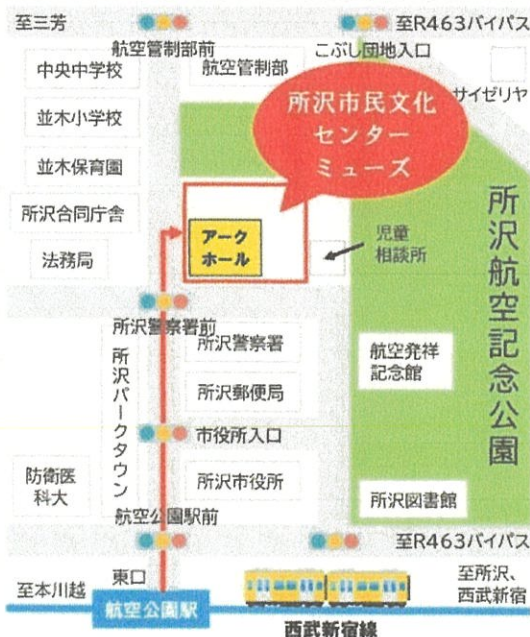 至三芳
至R463バイパス
航空管制部前
こぶし団地入口
中央中学校
航空管制部
サイゼリヤ
並木小学校
所沢市民文化
センター
ミューズ
並木保育園
所沢合同庁舎
アーク
ホール
児童
相談所
法務局
所沢航空記念公園
所沢警察署前
所沢警察署
航空発祥
記念館
所沢パークタウン
所沢郵便局
市役所入口
防衛医
科大
所沢市役所
所沢図書館
航空公園駅前
至R463バイパス
至本川越
東口
至所沢、
西武新宿
航空公園駅
西武新宿線